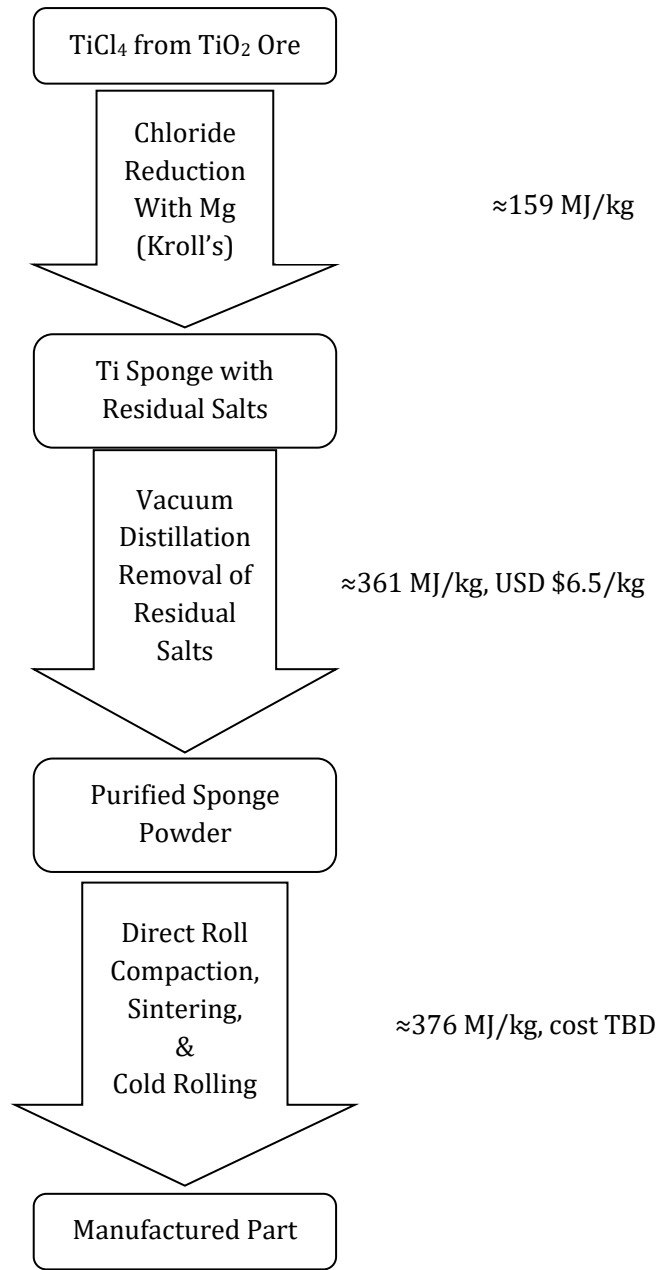 TiCl₄ from TiO₂ Ore
Chloride
Reduction
With Mg
(Kroll's)
≈159 MJ/kg
Ti Sponge with
Residual Salts
Vacuum
Distillation
Removal of
Residual
Salts
≈361 MJ/kg, USD $6.5/kg
Purified Sponge
Powder
Direct Roll
Compaction,
Sintering,
&
Cold Rolling
≈376 MJ/kg, cost TBD
Manufactured Part